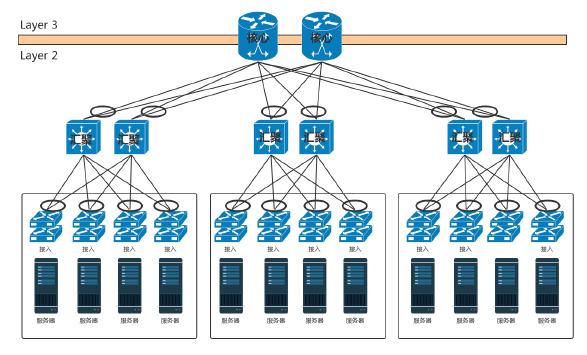 Layer 3
核心 核心
Layer 2
汇聚 汇聚 汇聚 汇聚 汇聚 汇聚
接入 接入 接入 接入 接入 接入 接入 接入 接入 接入 接入 接入
服务器 服务器 服务器 服务器 服务器 服务器 服务器 服务器 服务器 服务器 服务器 服务器